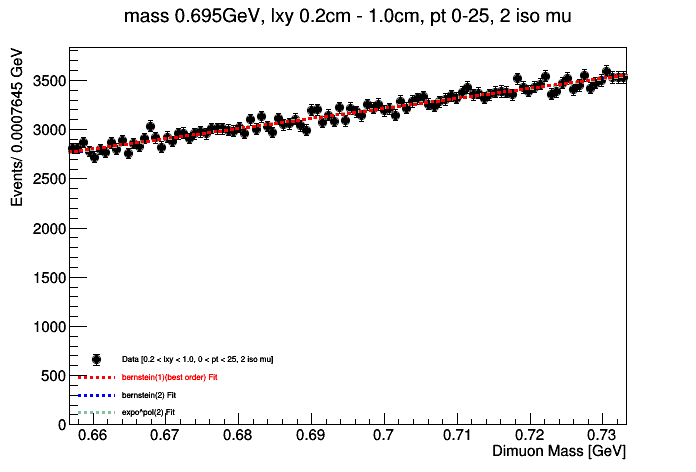 mass 0.695GeV, lxy 0.2cm - 1.0cm, pt 0-25, 2 iso mu
Events/ 0.0007645 GeV
3500
3000
2500
2000
1500
1000
500
0
Data [0.2 < lxy < 1.0, 0 < pt < 25, 2 iso mu]
bernstein(1)(best order) Fit
bernstein(2) Fit
expo^pol(2) Fit
0.66 0.67 0.68 0.69 0.7 0.71 0.72 0.73
Dimuon Mass [GeV]